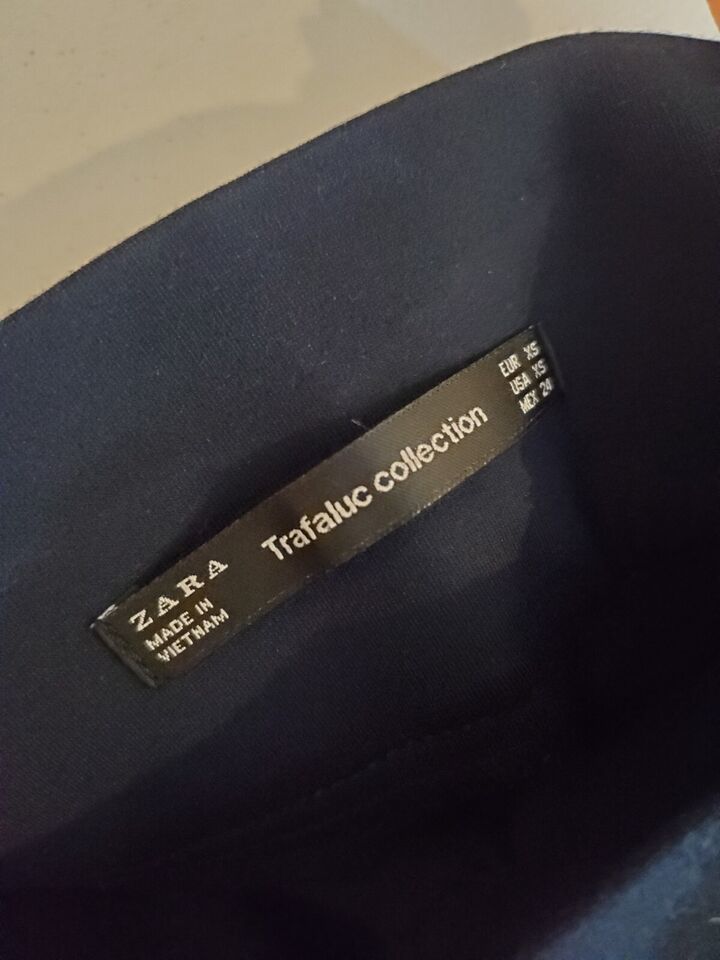 ZARA
MADE IN
VIETNAM
Trafaluc collection
EUR XS
USA XS
MEX 24